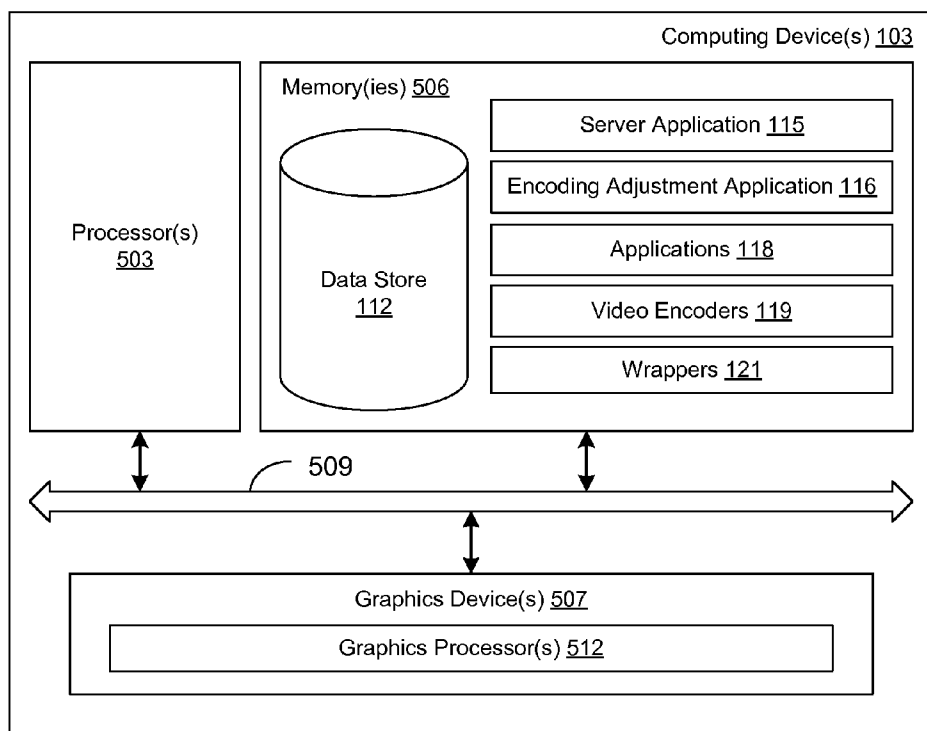 Computing Device(s) 103
Processor(s)
503
Memory(ies) 506
Data Store
112
Server Application 115
Encoding Adjustment Application 116
Applications 118
Video Encoders 119
Wrappers 121
509
Graphics Device(s) 507
Graphics Processor(s) 512